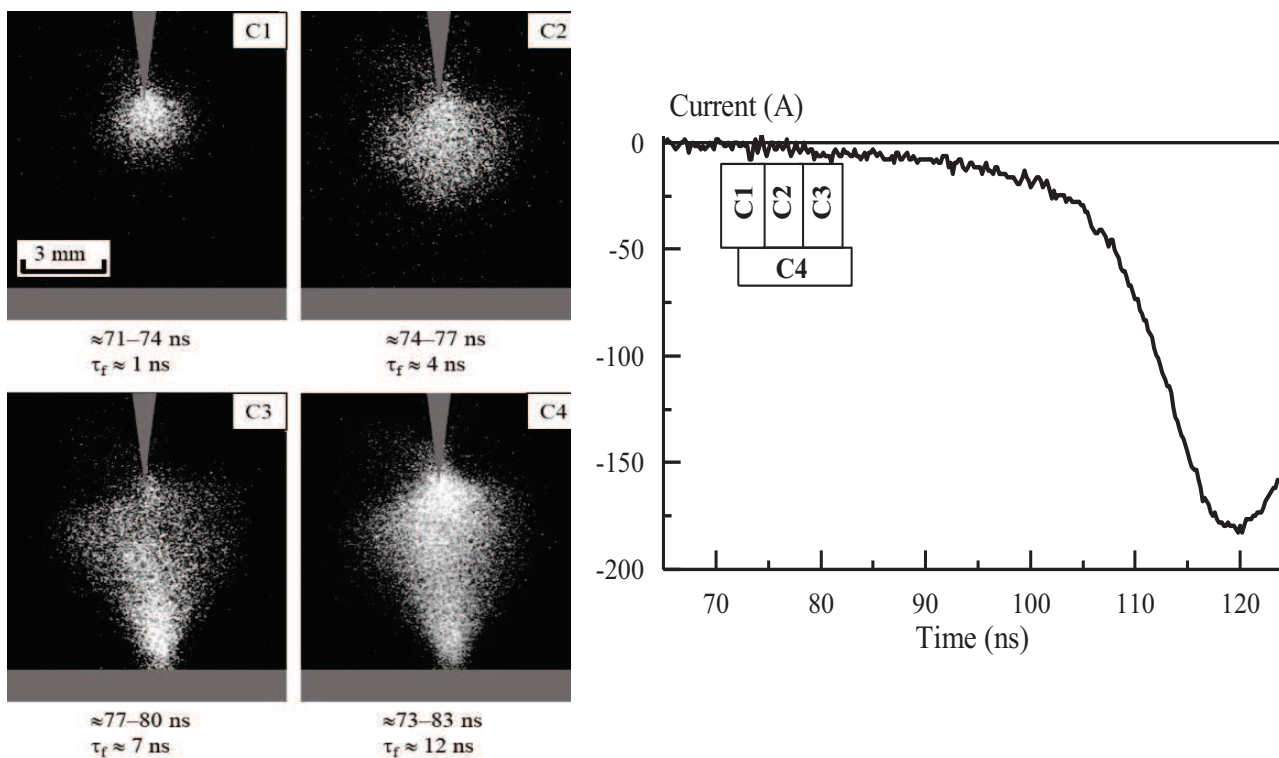 C1
C2
3 mm
≈71–74 ns
τf ≈ 1 ns
≈74–77 ns
τf ≈ 4 ns
C3
C4
≈77–80 ns
τf ≈ 7 ns
≈73–83 ns
τf ≈ 12 ns
Current (A)
0
-50
-100
-150
-200
C1
C2
C3
C4
70 80 90 100 110 120
Time (ns)